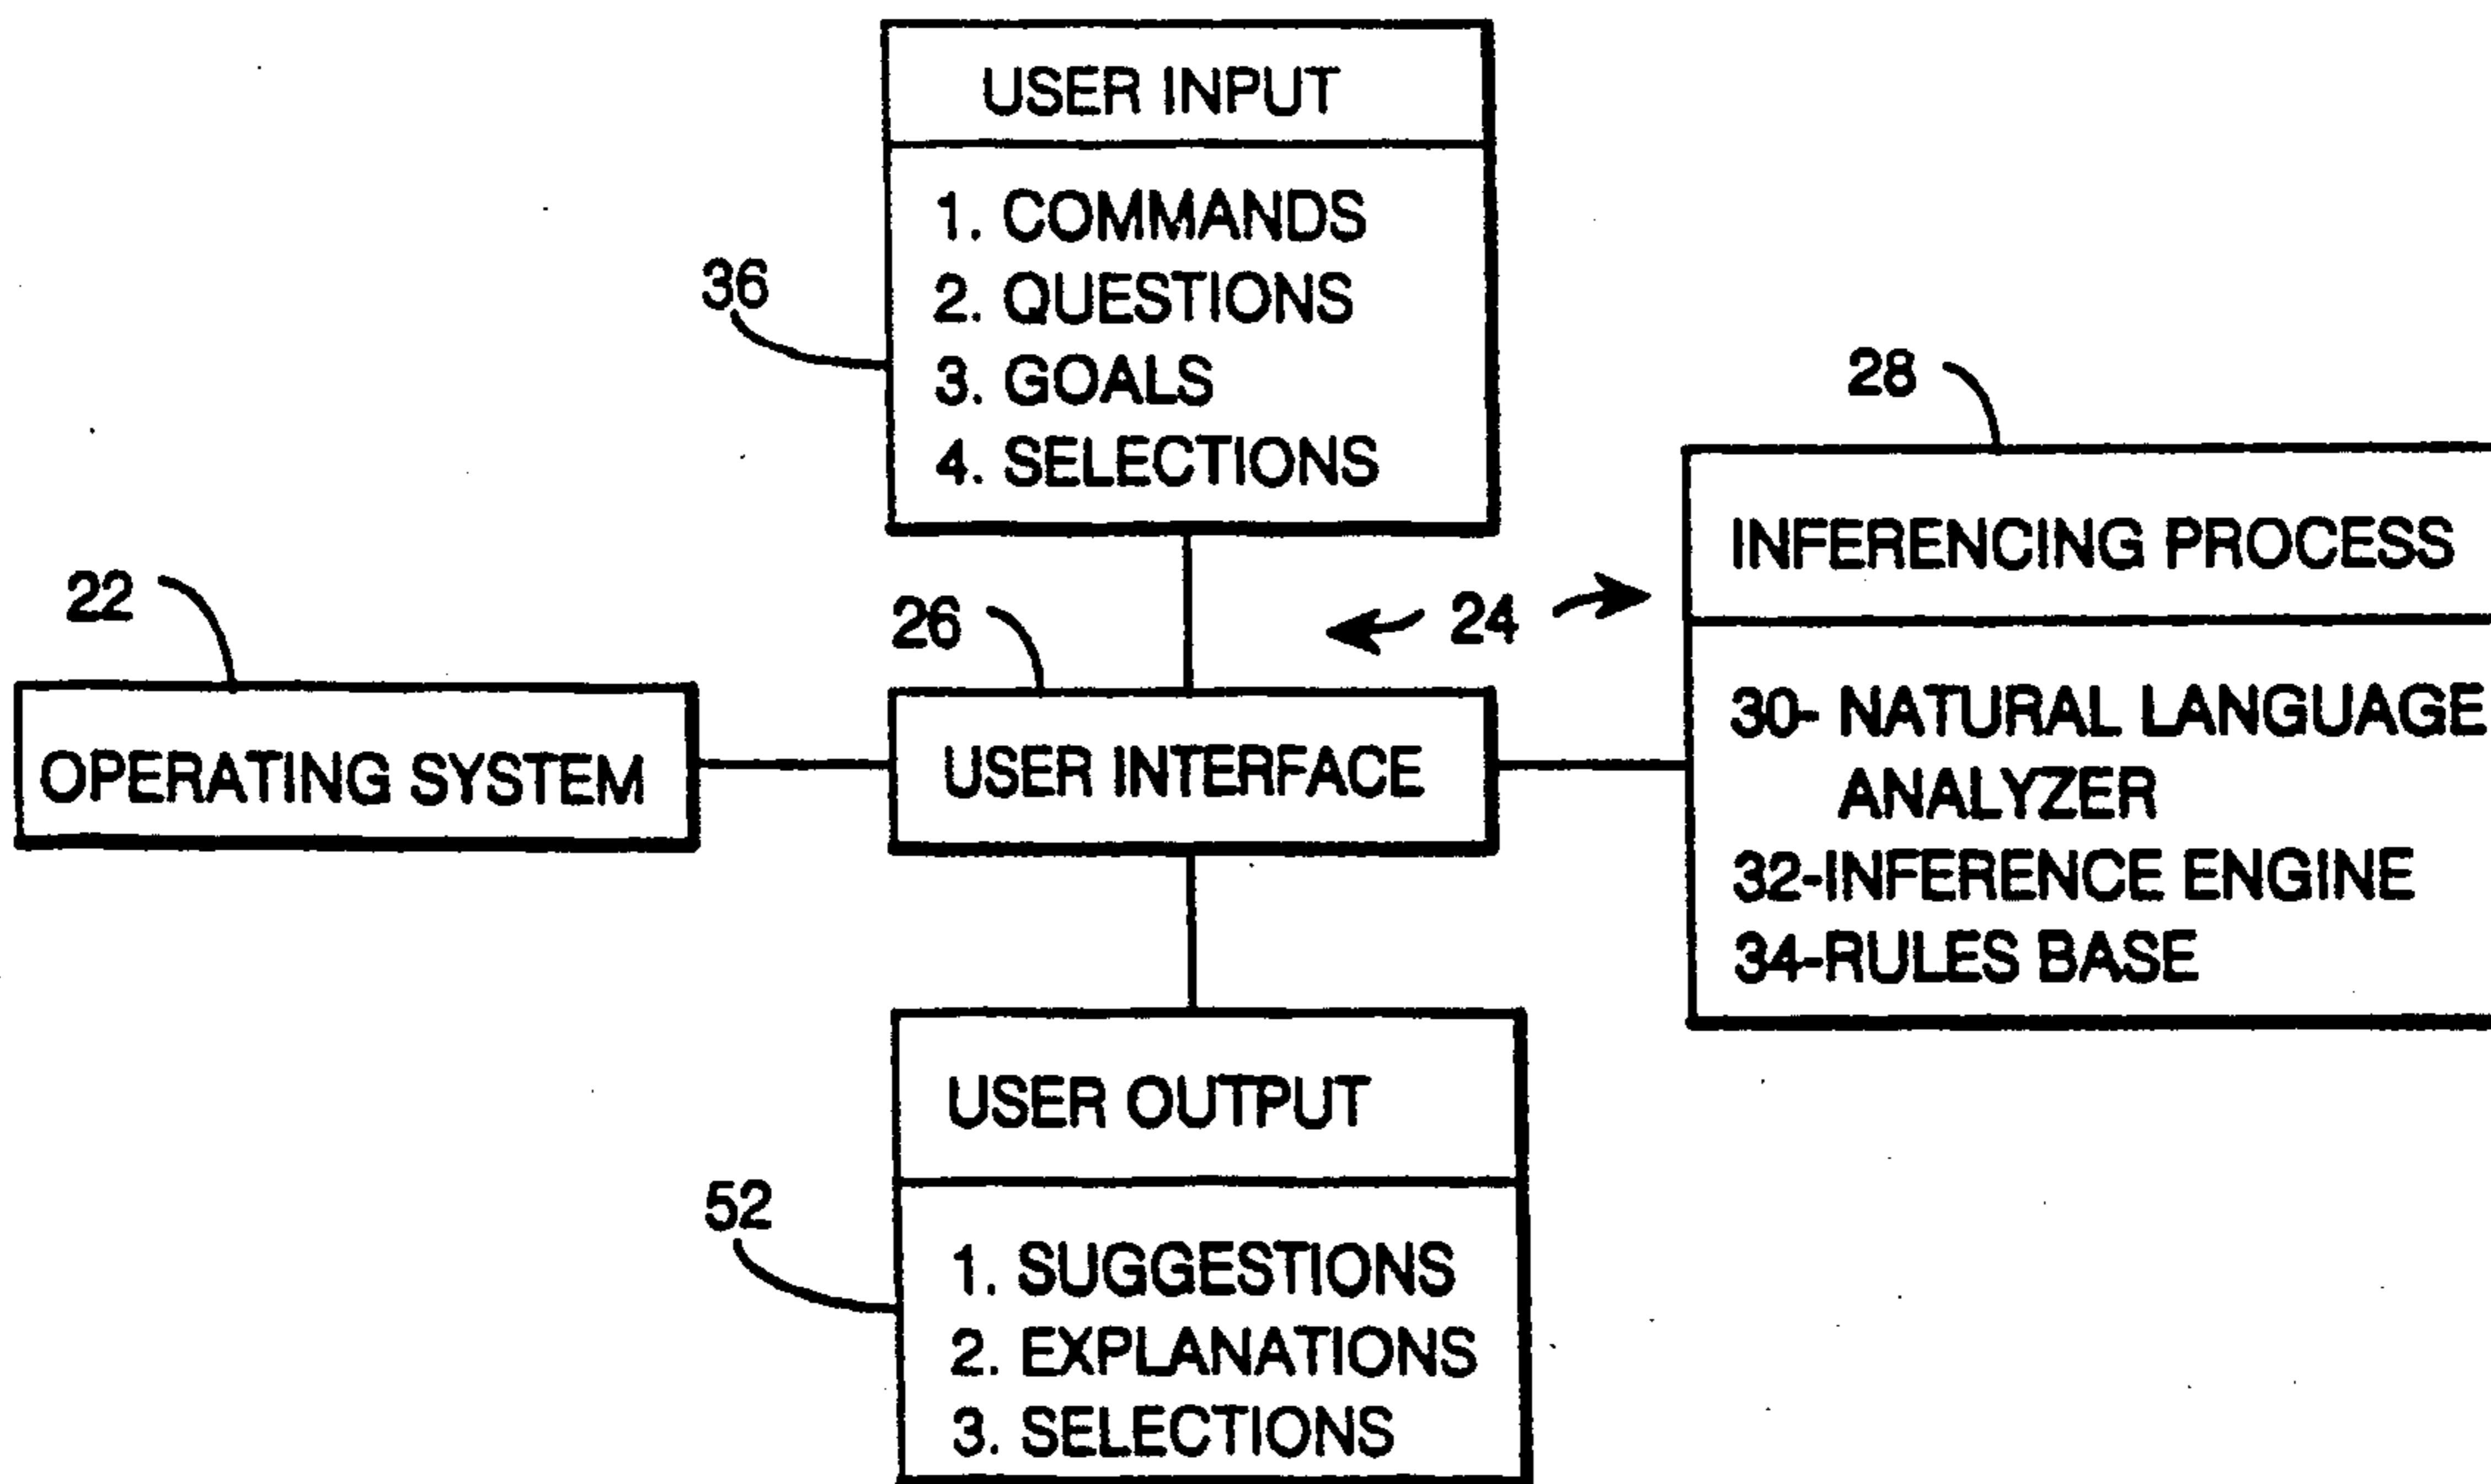 USER INPUT
1. COMMANDS
2. QUESTIONS
3. GOALS
4. SELECTIONS
36
28
INFERENCING PROCESS
30- NATURAL LANGUAGE
ANALYZER
32-INFERENCE ENGINE
34-RULES BASE
22
26
24
OPERATING SYSTEM
USER INTERFACE
USER OUTPUT
52
1. SUGGESTIONS
2. EXPLANATIONS
3. SELECTIONS